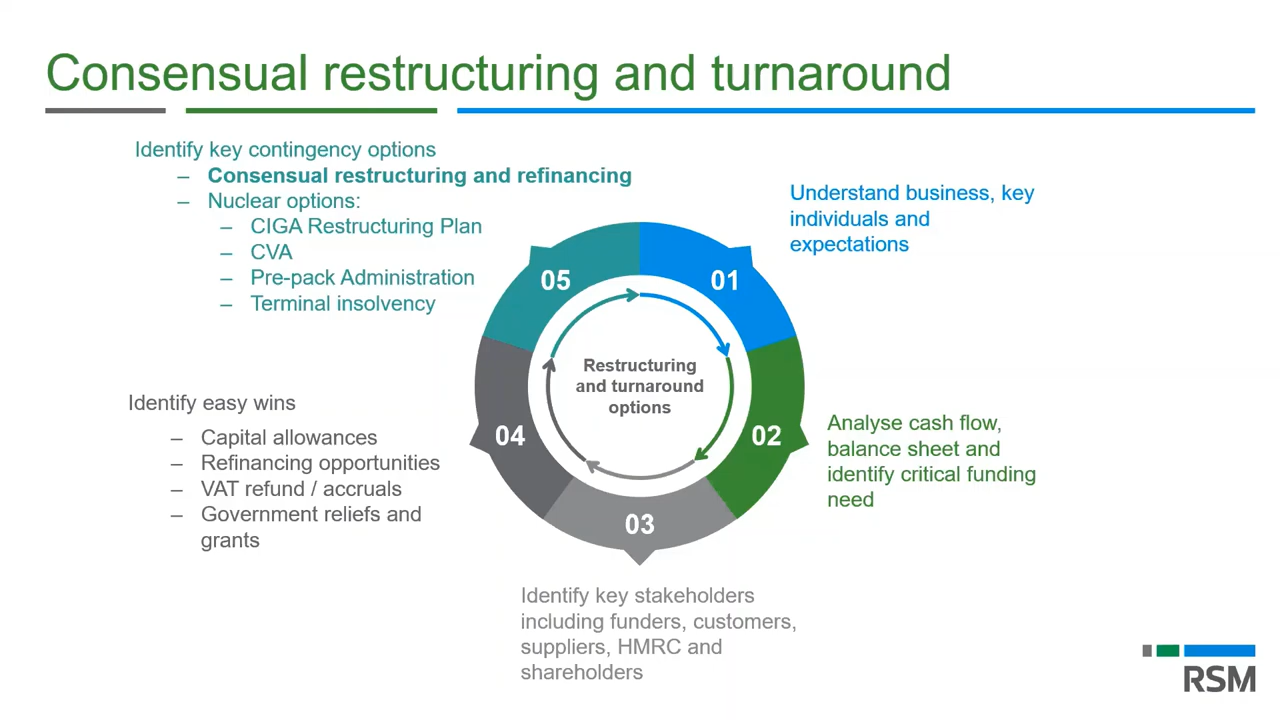 Consensual restructuring and turnaround
Identify key contingency options
– Consensual restructuring and refinancing
– Nuclear options:
– CIGA Restructuring Plan
– CVA
– Pre-pack Administration
– Terminal insolvency
Understand business, key
individuals and
expectations
05
01
Restructuring
and turnaround
options
04
02
03
Identify easy wins
– Capital allowances
– Refinancing opportunities
– VAT refund / accruals
– Government reliefs and
grants
Analyse cash flow,
balance sheet and
identify critical funding
need
Identify key stakeholders
including funders, customers,
suppliers, HMRC and
shareholders
RSM